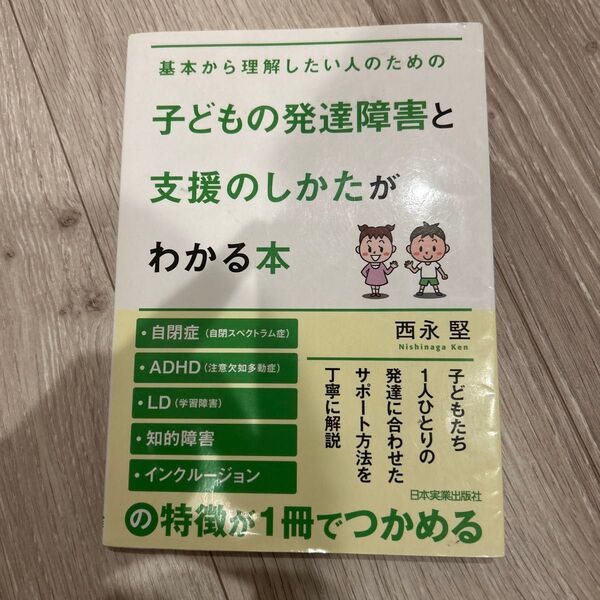 基本から理解したい人のための
子どもの発達障害と
支援のしかたが
わかる本
西永 堅
Nishinaga Ken
・自閉症（自閉スペクトラム症）
・ADHD（注意欠如多動症）
・LD（学習障害）
・知的障害
・インクルージョン
子どもたち
1人ひとりの
発達に合わせた
サポート方法を
丁寧に解説
日本実業出版社
の特徴が1冊でつかめる